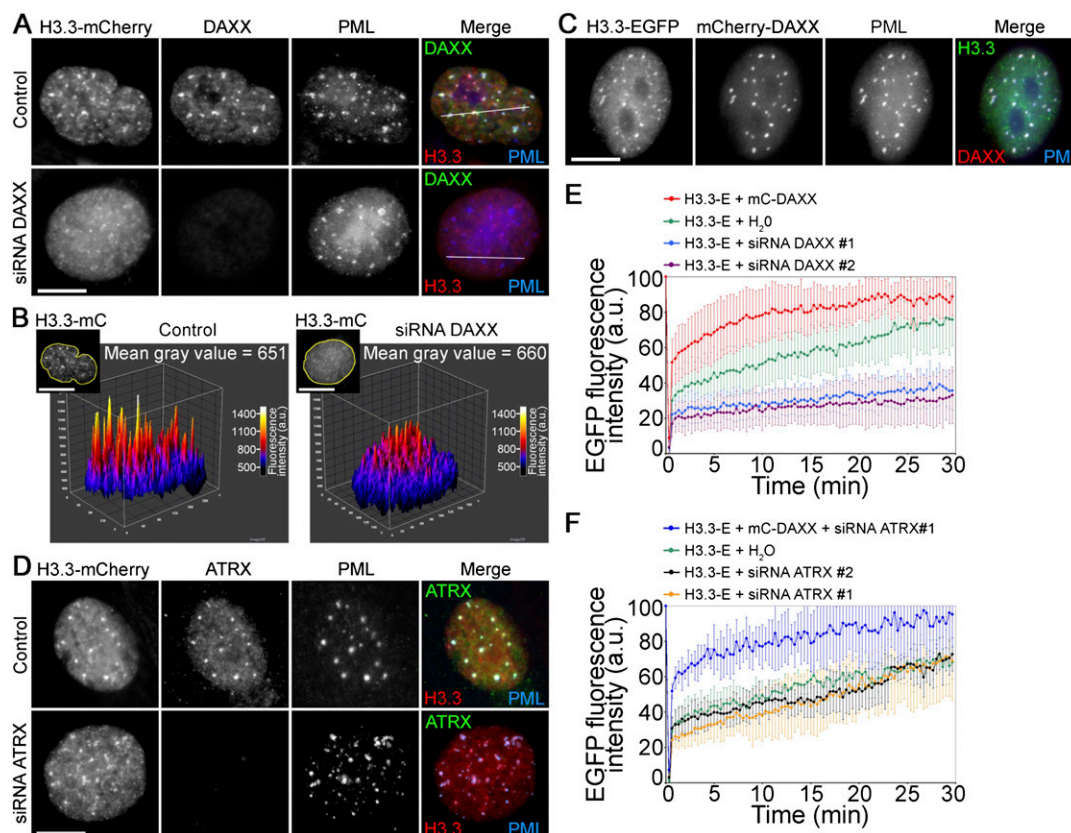 A
H3.3-mCherry DAXX PML Merge
Control
DAXX
H3.3 PML
siRNA DAXX
DAXX
H3.3 PML
B
H3.3-mC Control
Mean gray value = 651
1400
1100
800
500
Fluorescence
intensity (a.u.)
H3.3-mC siRNA DAXX
Mean gray value = 660
1400
1100
800
500
Fluorescence
intensity (a.u.)
C
H3.3-EGFP mCherry-DAXX PML Merge
H3.3
DAXX PM
D
H3.3-mCherry ATRX PML Merge
Control
ATRX
H3.3 PML
siRNA ATRX
ATRX
H3.3 PML
E
H3.3-E + mC-DAXX
H3.3-E + H20
H3.3-E + siRNA DAXX #1
H3.3-E + siRNA DAXX #2
EGFP fluorescence
intensity (a.u.)
100
80
60
40
20
0
0 5 10 15 20 25 30
Time (min)
F
H3.3-E + mC-DAXX + siRNA ATRX#1
H3.3-E + H2O
H3.3-E + siRNA ATRX #2
H3.3-E + siRNA ATRX #1
EGFP fluorescence
intensity (a.u.)
100
80
60
40
20
0
0 5 10 15 20 25 30
Time (min)